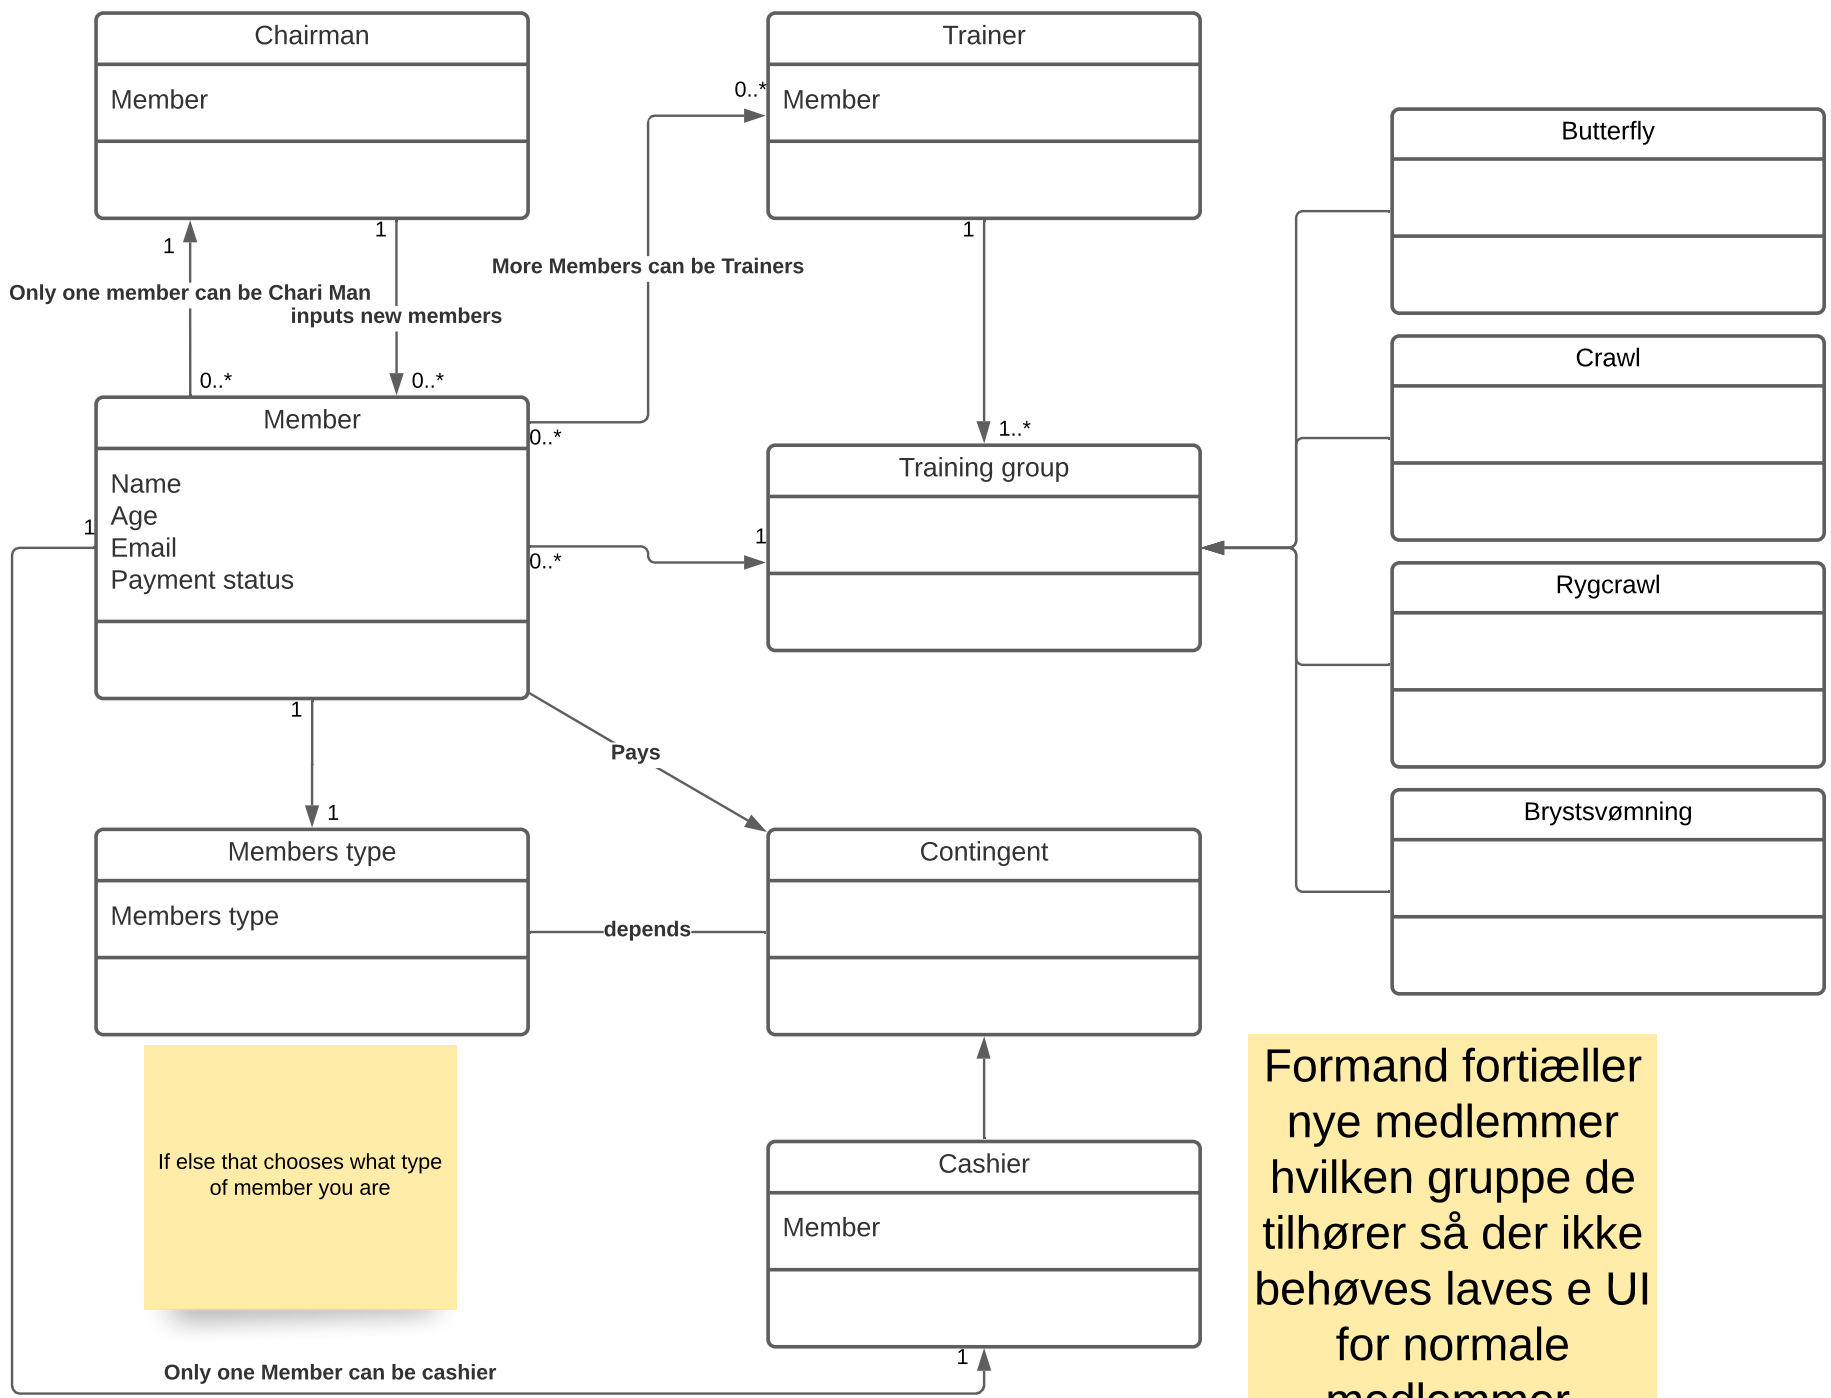 Chairman
Member
Trainer
Member
0..*
Butterfly
1
1
1
Only one member can be Chari Man
inputs new members
More Members can be Trainers
0..*
0..*
1..*
Crawl
Member
Name
Age
Email
Payment status
0..*
0..*
1
1
Training group
Rygcrawl
1
1
Pays
Members type
Members type
depends
Contingent
Brystsvømning
If else that chooses what type
of member you are
Cashier
Member
1
Only one Member can be cashier
Formand fortiæller
nye medlemmer
hvilken gruppe de
tilhører så der ikke
behøves laves e UI
for normale
medlemmer